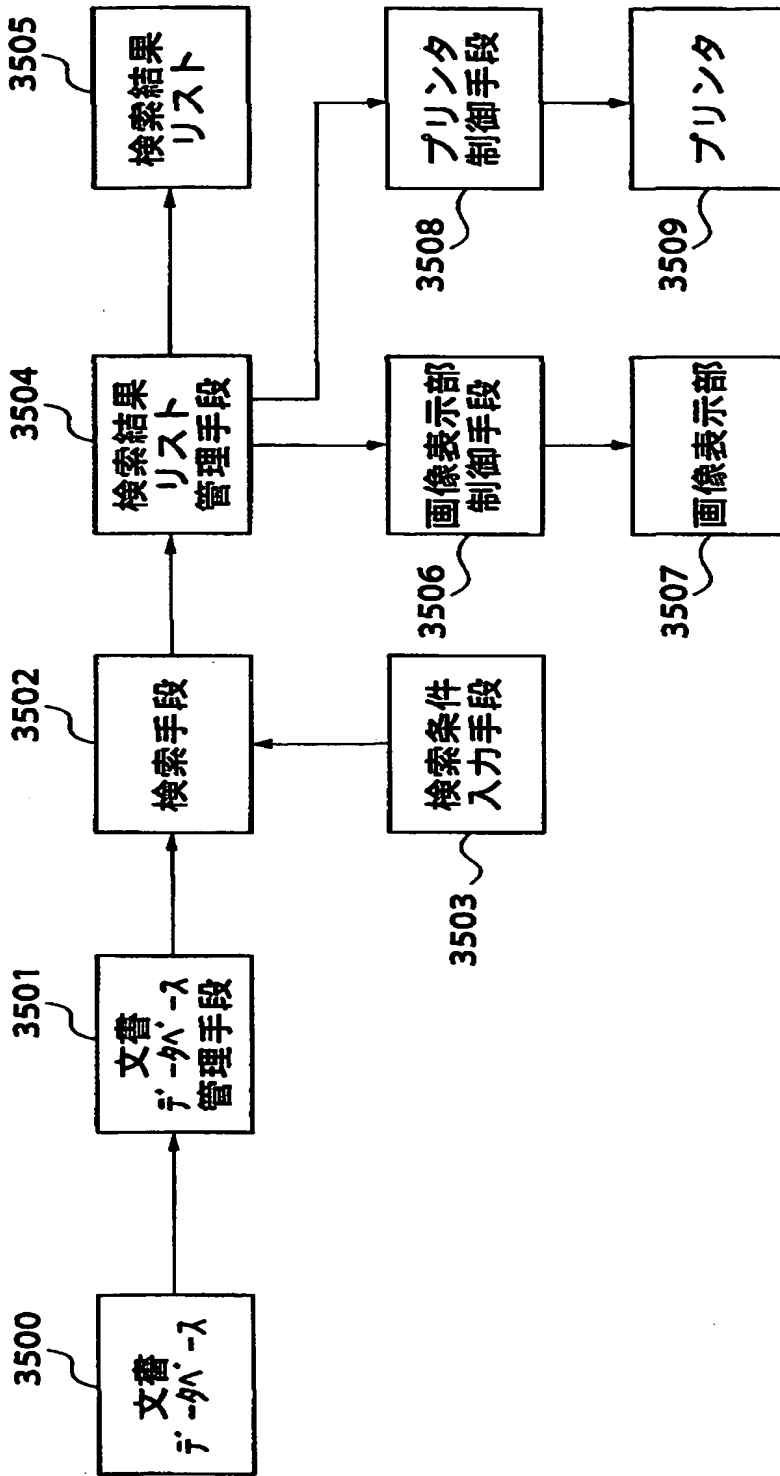 3500
文書
データベース
3501
文書
データベース
管理手段
3502
検索手段
3503
検索条件
入力手段
3504
検索結果
リスト
管理手段
3505
検索結果
リスト
3506
画像表示部
制御手段
3507
画像表示部
3508
プリンタ
制御手段
3509
プリンタ